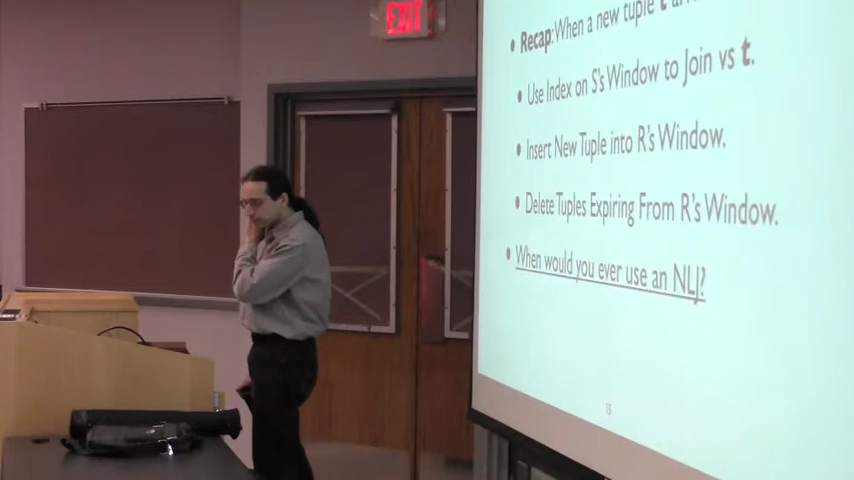 EXIT
• Recap: When a new tuple t
• Use Index on S's Window to Join vs t.
• Insert New Tuple into R's Window.
• Delete Tuples Expiring From R's Window.
• When would you ever use an NLJ?
15